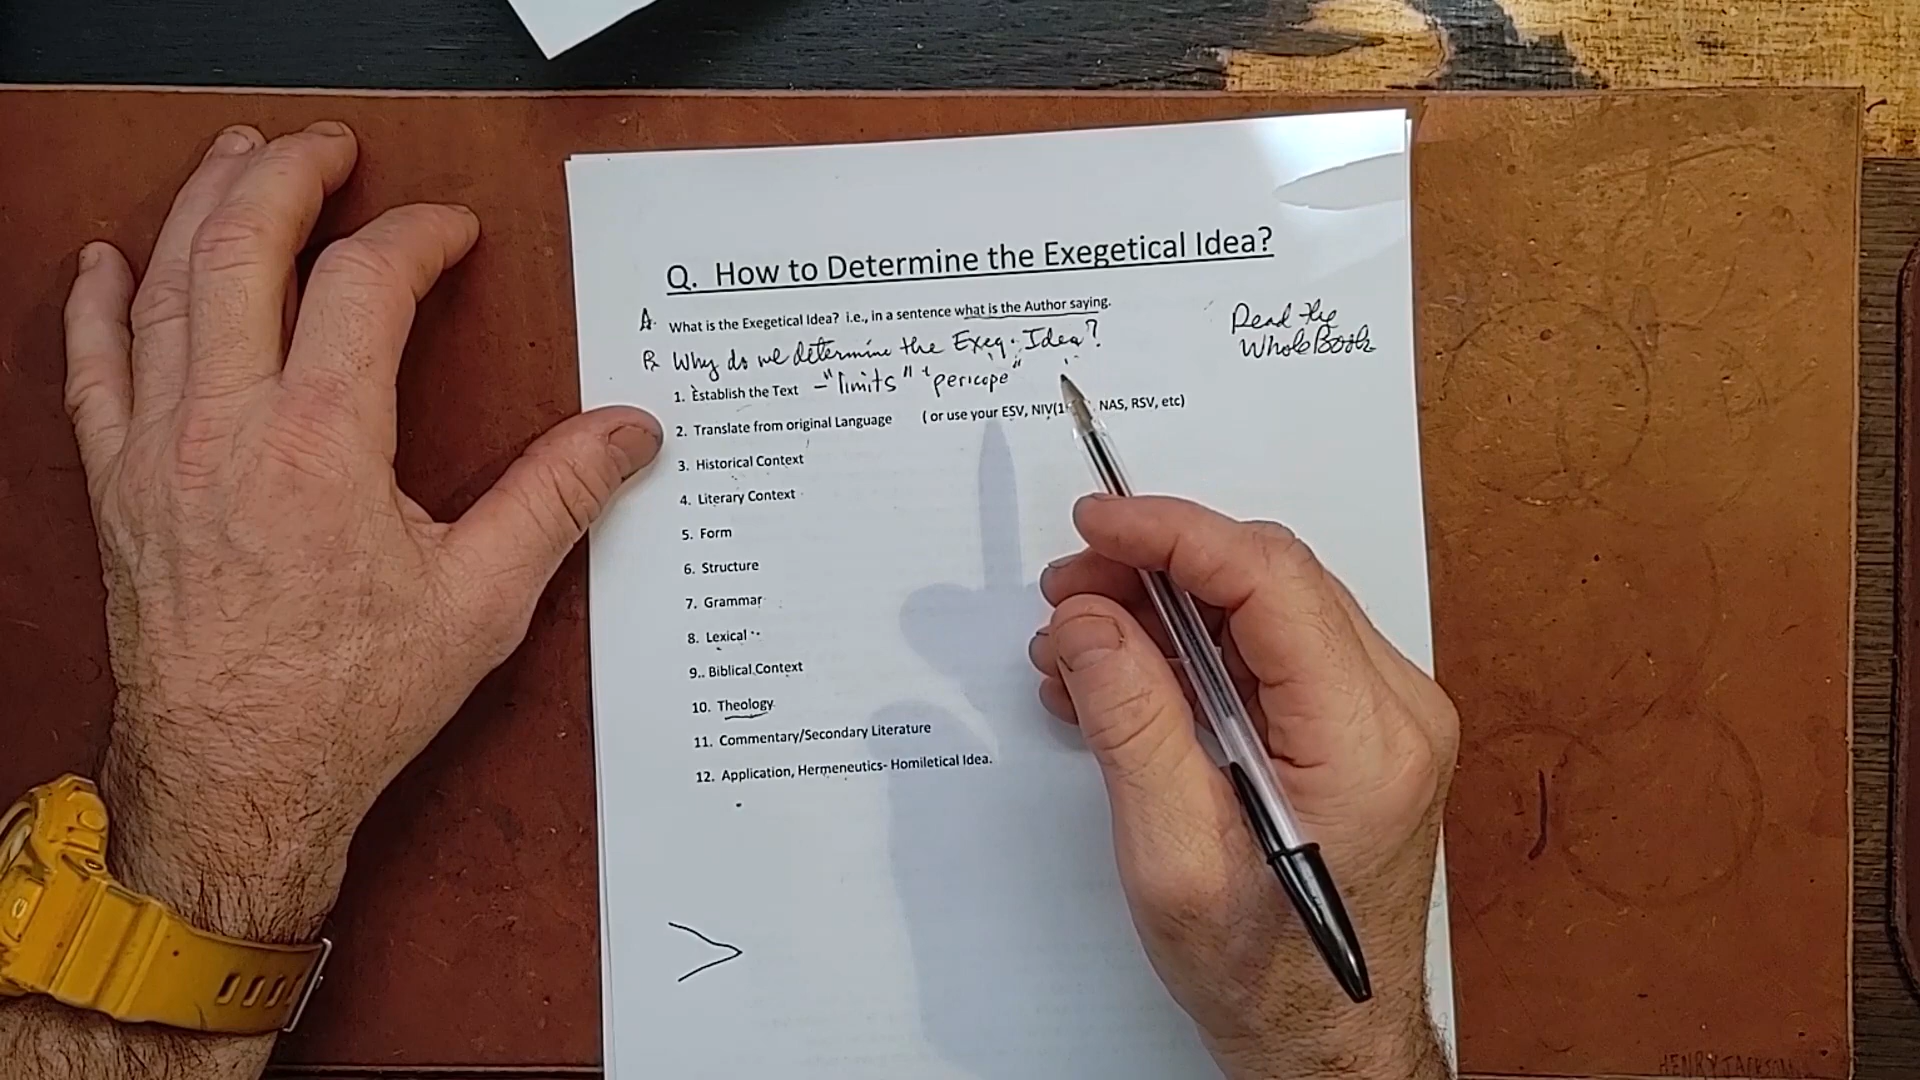 Q. How to Determine the Exegetical Idea?
A. What is the Exegetical Idea? i.e., in a sentence what is the Author saying.
Read the
Whole Book
B. Why do we determine the Exeg. Idea?
1. Establish the Text - "limits" "pericope"
2. Translate from original Language ( or use your ESV, NIV(1 NAS, RSV, etc)
3. Historical Context
4. Literary Context
5. Form
6. Structure
7. Grammar
8. Lexical
9.. Biblical Context
10. Theology
11. Commentary/Secondary Literature
12. Application, Hermeneutics- Homiletical Idea.
G